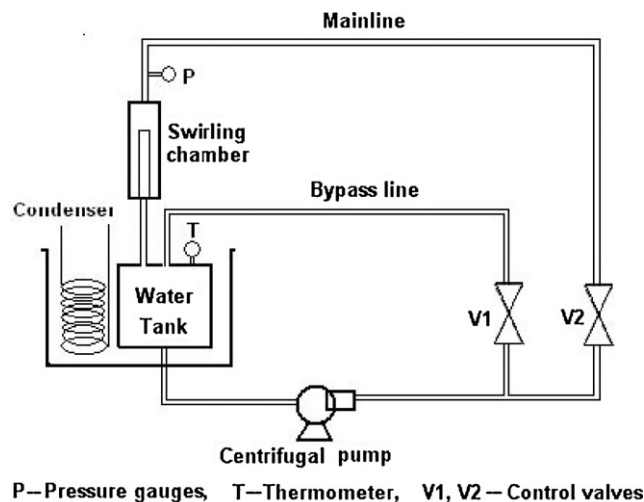 Mainline
P
Swirling
chamber
Bypass line
Condenser
T
Water
Tank
V1
V2
Centrifugal pump
P--Pressure gauges, T--Thermometer, V1, V2 -- Control valves